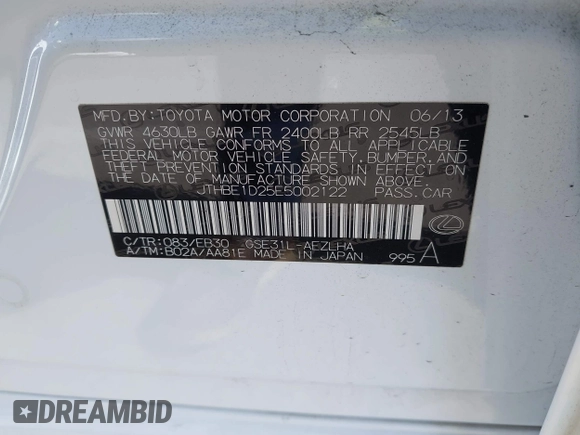 MFD.BY:TOYOTA MOTOR CORPORATION 06/13
GVWR 4630LB GAWR FR 2400LB RR 2545LB
THIS VEHICLE CONFORMS TO ALL APPLICABLE
FEDERAL MOTOR VEHICLE SAFETY,BUMPER,AND
THEFT PREVENTION STANDARDS IN EFFECT ON
THE DATE OF MANUFACTURE SHOWN ABOVE.
JTHBE1D25E5002122 PASS.CAR
C/TR:083/EB30 GSE31L-AEZLHA
A/TM:B02A/AA81E MADE IN JAPAN 995 A
DREAMBID